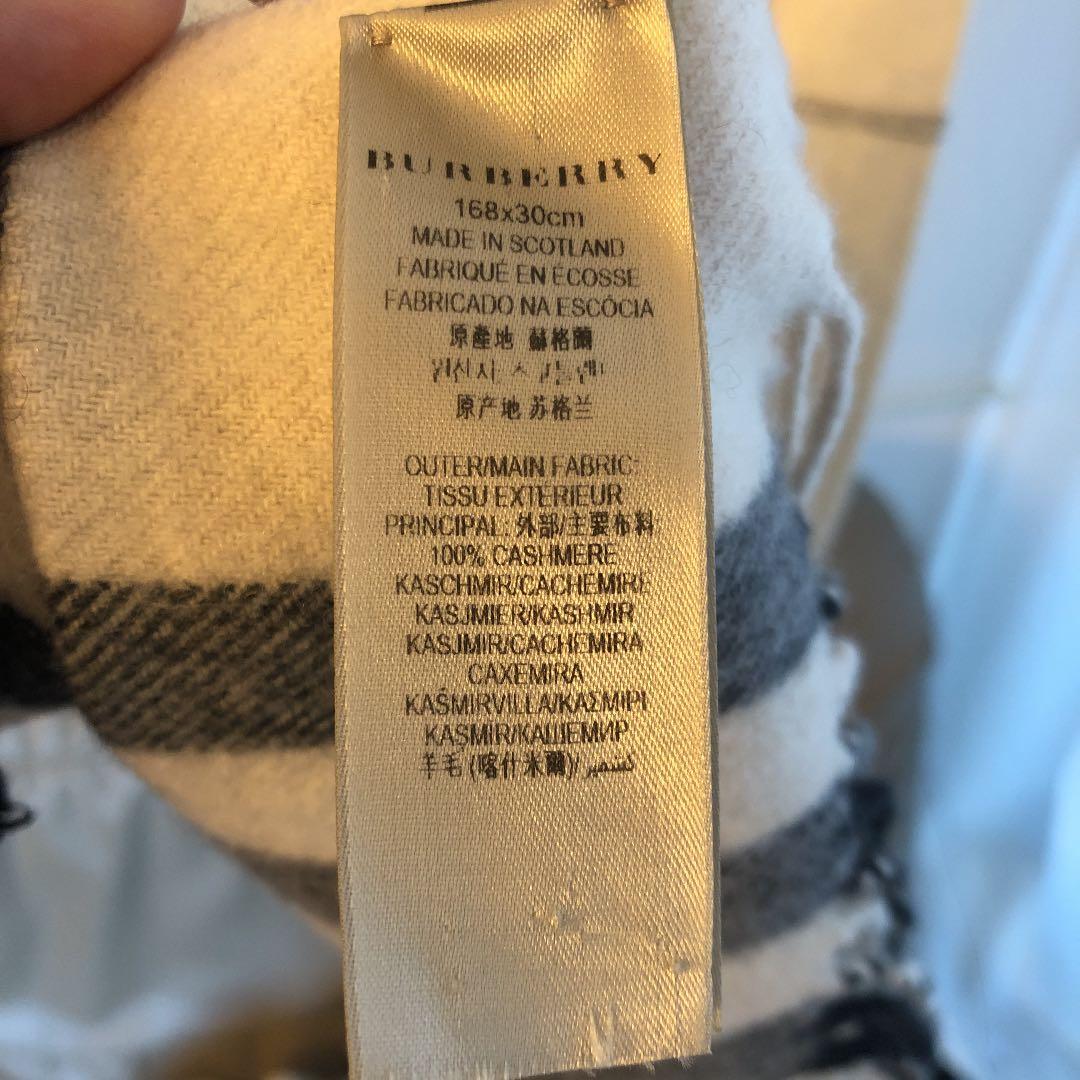 BURBERRY
168x30cm
MADE IN SCOTLAND
FABRIQUÉ EN ECOSSE
FABRICADO NA ESCÓCIA
原產地 蘇格蘭
원산지 스코틀랜드
原产地 苏格兰
OUTER/MAIN FABRIC:
TISSU EXTERIEUR
PRINCIPAL: 外部/主要布料:
100% CASHMERE
KASCHMIR/CACHEMIRE
KASJMIER/KASHMIR
KASJMIR/CACHEMIRA
CAXEMIRA
KAŠMIRVILLA/ΚΑΣΜΙΡΙ
KAŞMIR/КАШЕМИР
羊毛 (喀什米爾)/ كشمير